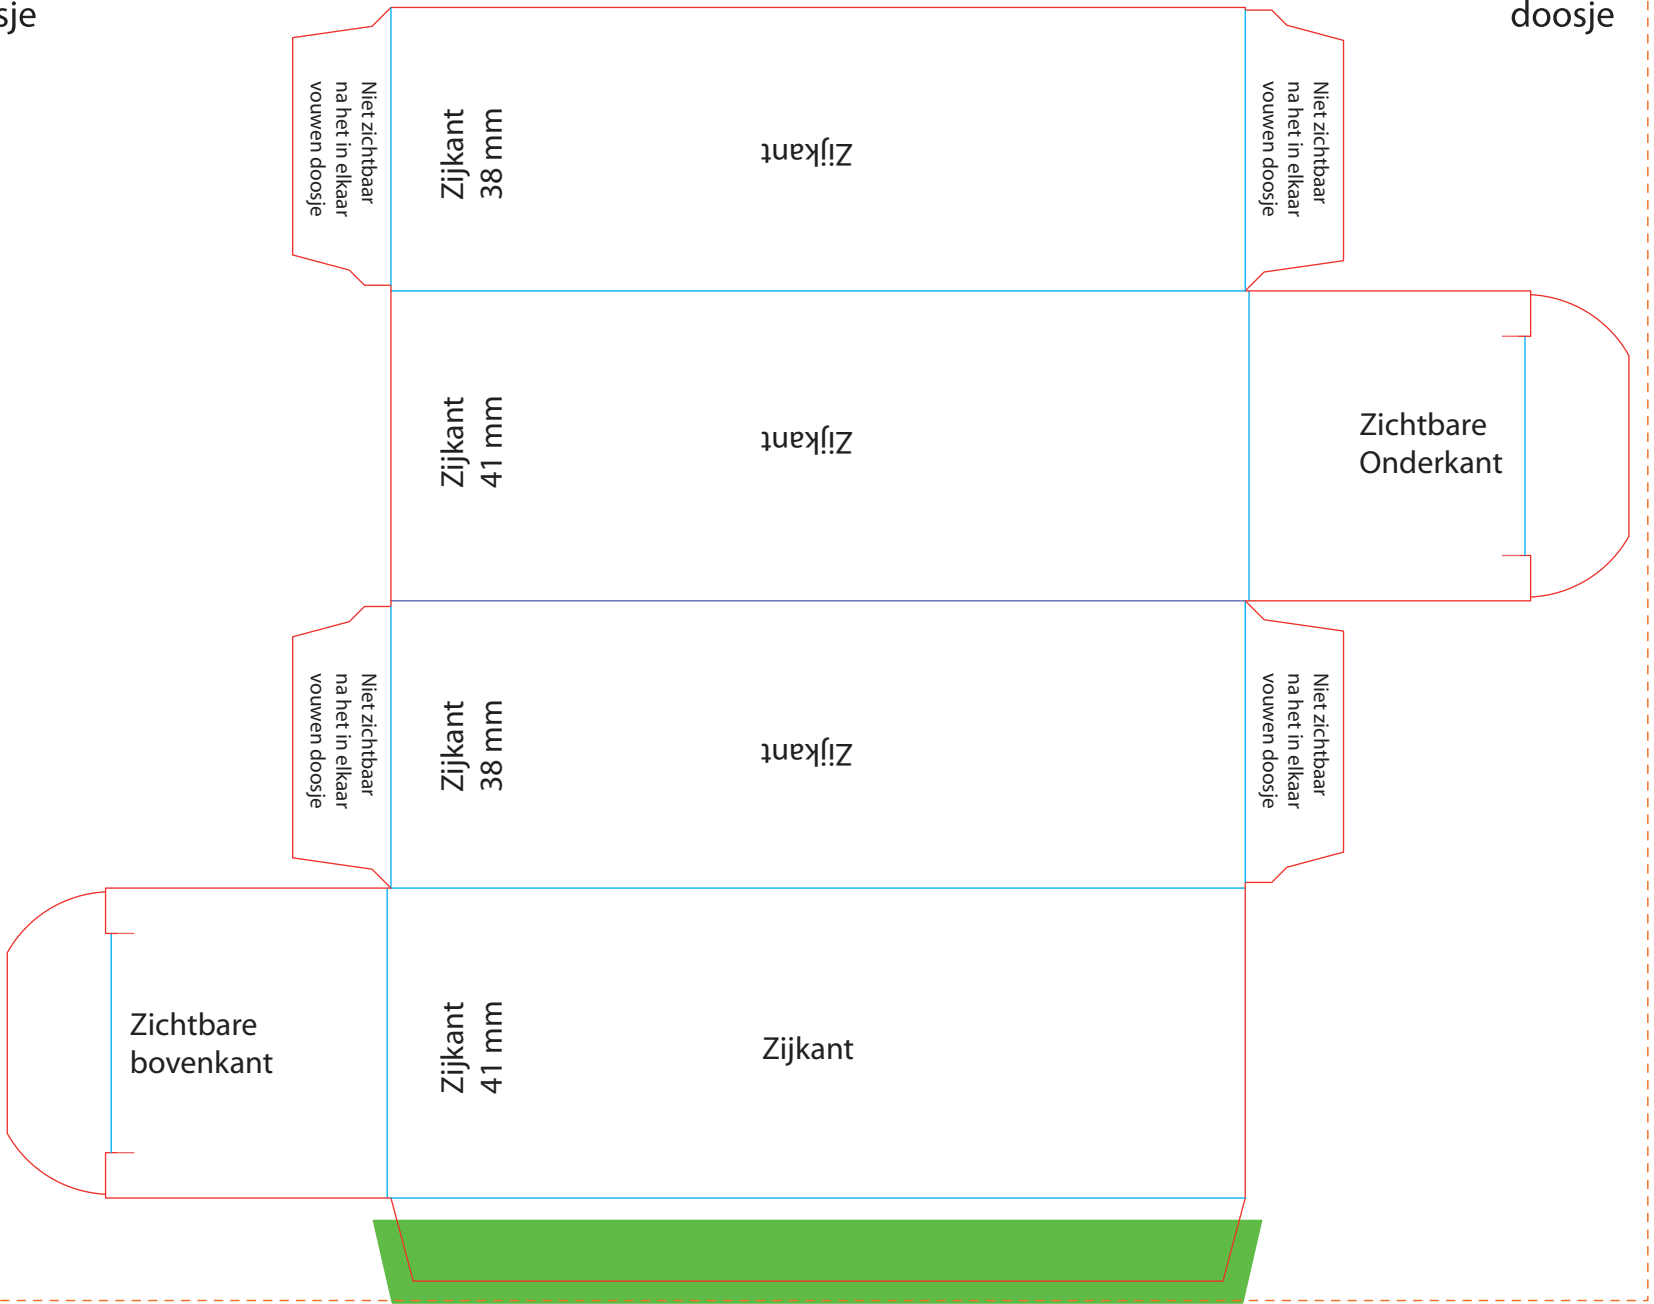 sje
doosje
Niet zichtbaar
na het in elkaar
vouwen doosje
Zijkant
38 mm
Zijkant
Niet zichtbaar
na het in elkaar
vouwen doosje
Zijkant
41 mm
Zijkant
Zichtbare
Onderkant
Niet zichtbaar
na het in elkaar
vouwen doosje
Zijkant
38 mm
Zijkant
Niet zichtbaar
na het in elkaar
vouwen doosje
Zichtbare
bovenkant
Zijkant
41 mm
Zijkant